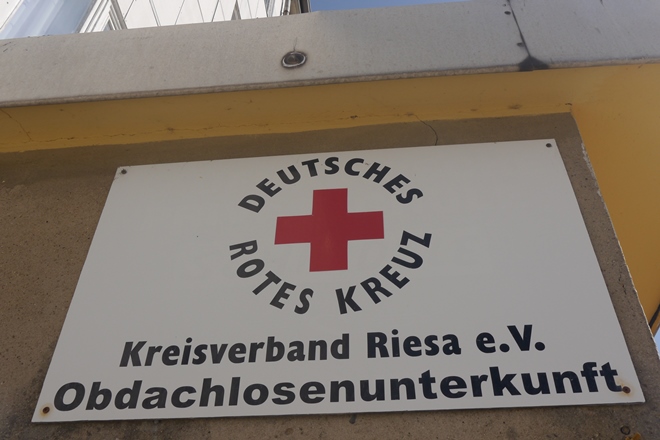 DEUTSCHES
ROTES KREUZ
Kreisverband Riesa e.V.
Obdachlosenunterkunft